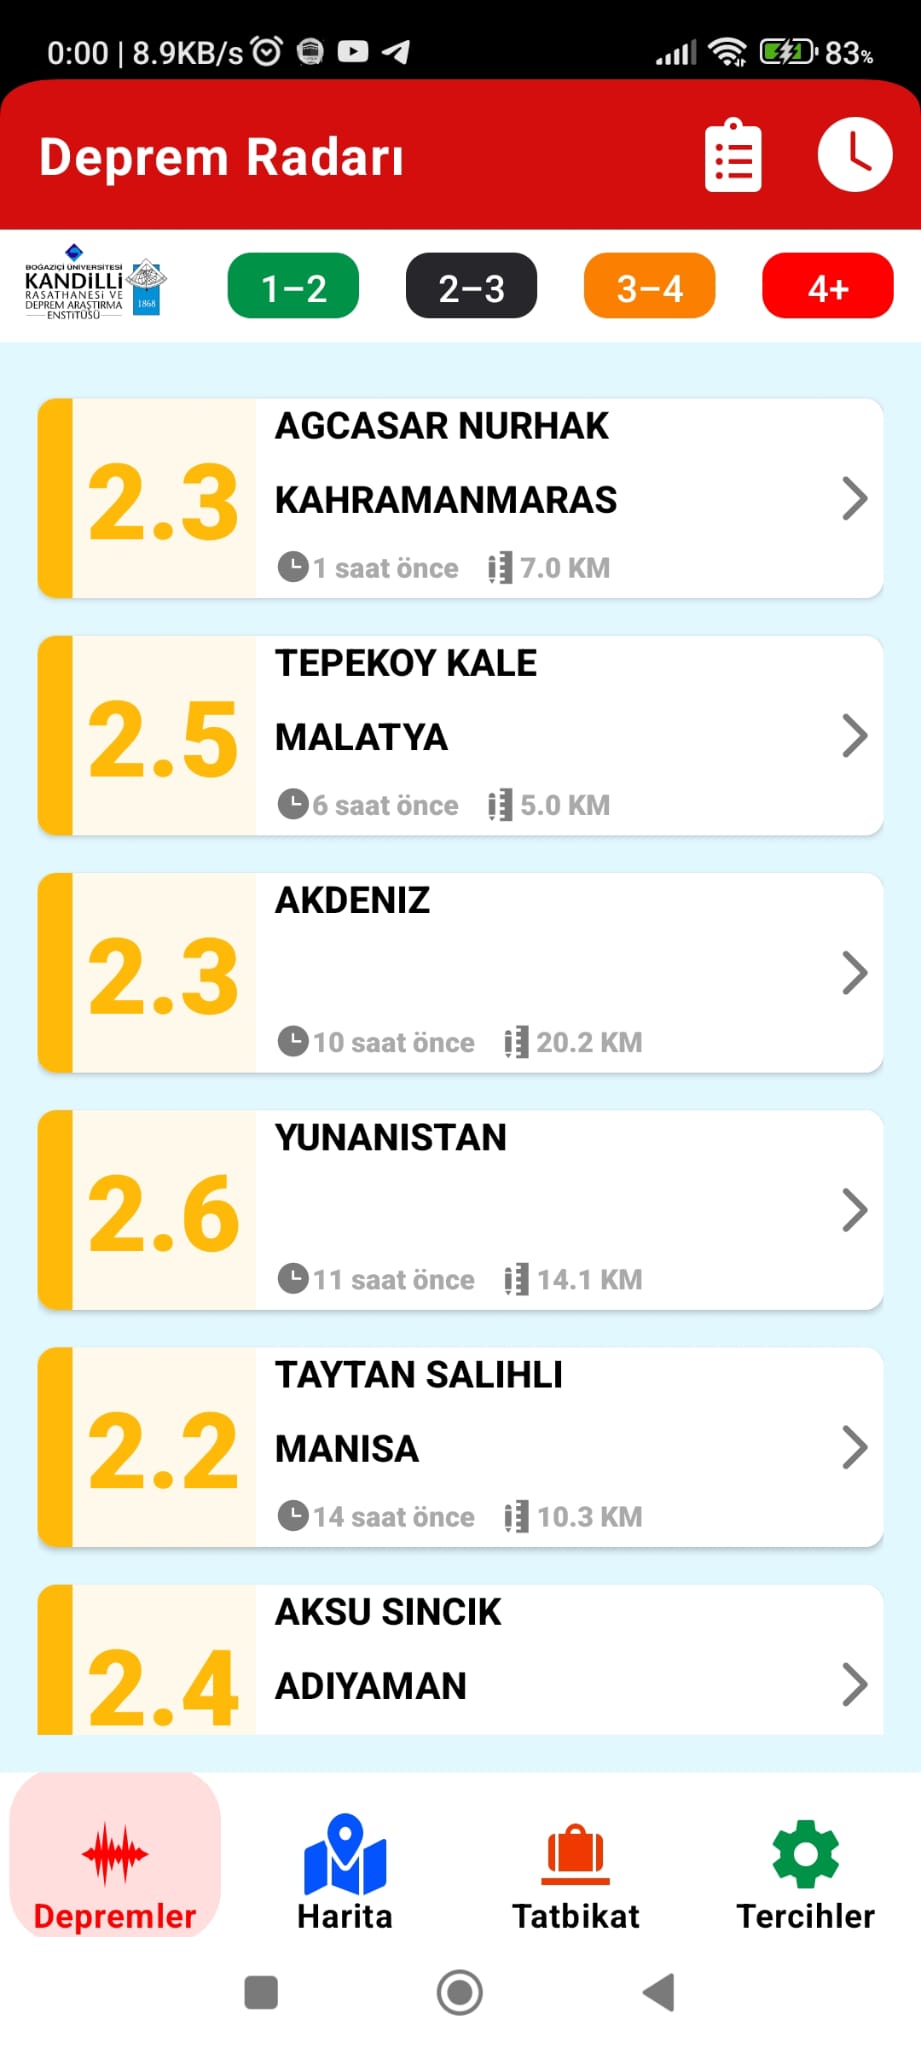 0:00 | 8.9KB/s 83%
Deprem Radarı
BOĞAZİÇİ ÜNİVERSİTESİ
KANDİLLİ
RASATHANESİ VE
DEPREM ARAŞTIRMA
ENSTİTÜSÜ
1868
1–2 2–3 3–4 4+
AGCASAR NURHAK
2.3
KAHRAMANMARAS
1 saat önce 7.0 KM
TEPEKOY KALE
2.5
MALATYA
6 saat önce 5.0 KM
AKDENIZ
2.3
10 saat önce 20.2 KM
YUNANISTAN
2.6
11 saat önce 14.1 KM
TAYTAN SALIHLI
2.2
MANISA
14 saat önce 10.3 KM
AKSU SINCIK
2.4
ADIYAMAN
Depremler Harita Tatbikat Tercihler